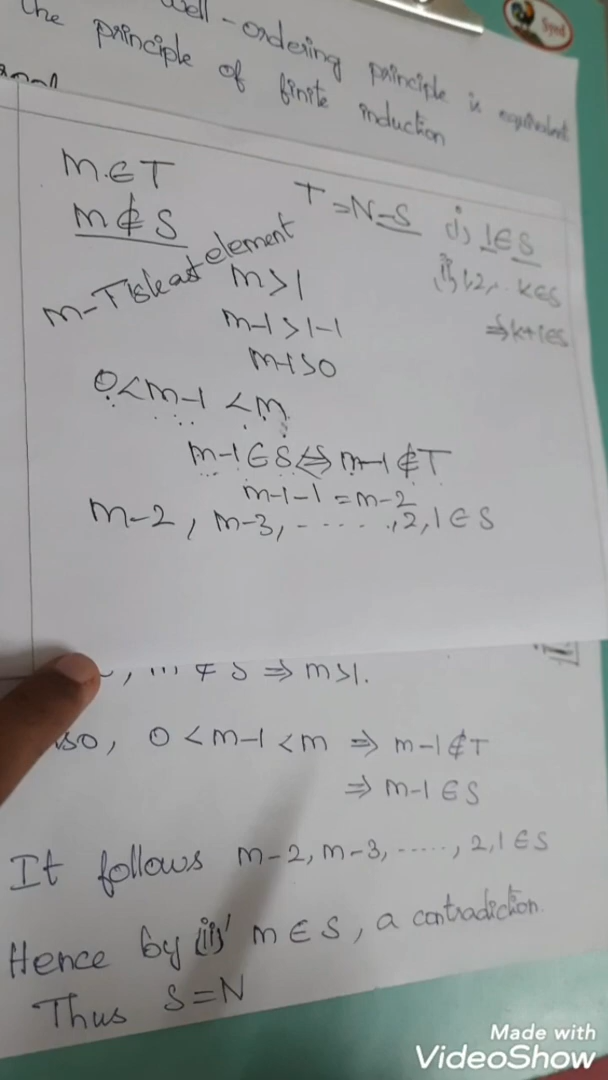 Well-ordering principle is equivalent
the principle of finite induction
m∈T
m∉S
T=N-S
i) 1∈S
ii) 1,2,.. k∈S
⇒k+1∈S
m-T is least element
m>1
m-1>1-1
m-1>0
0<m-1<m
m-1∈S⇔m-1∉T
m-1-1=m-2
m-2, m-3, ......,2,1∈S
, m∉S ⇒ m>1.
so, 0<m-1<m ⇒ m-1∉T
⇒ m-1∈S
It follows m-2, m-3, ....., 2,1∈S
Hence by (ii)' m∈S, a contradiction.
Thus S=N
Syed
Made with
VideoShow